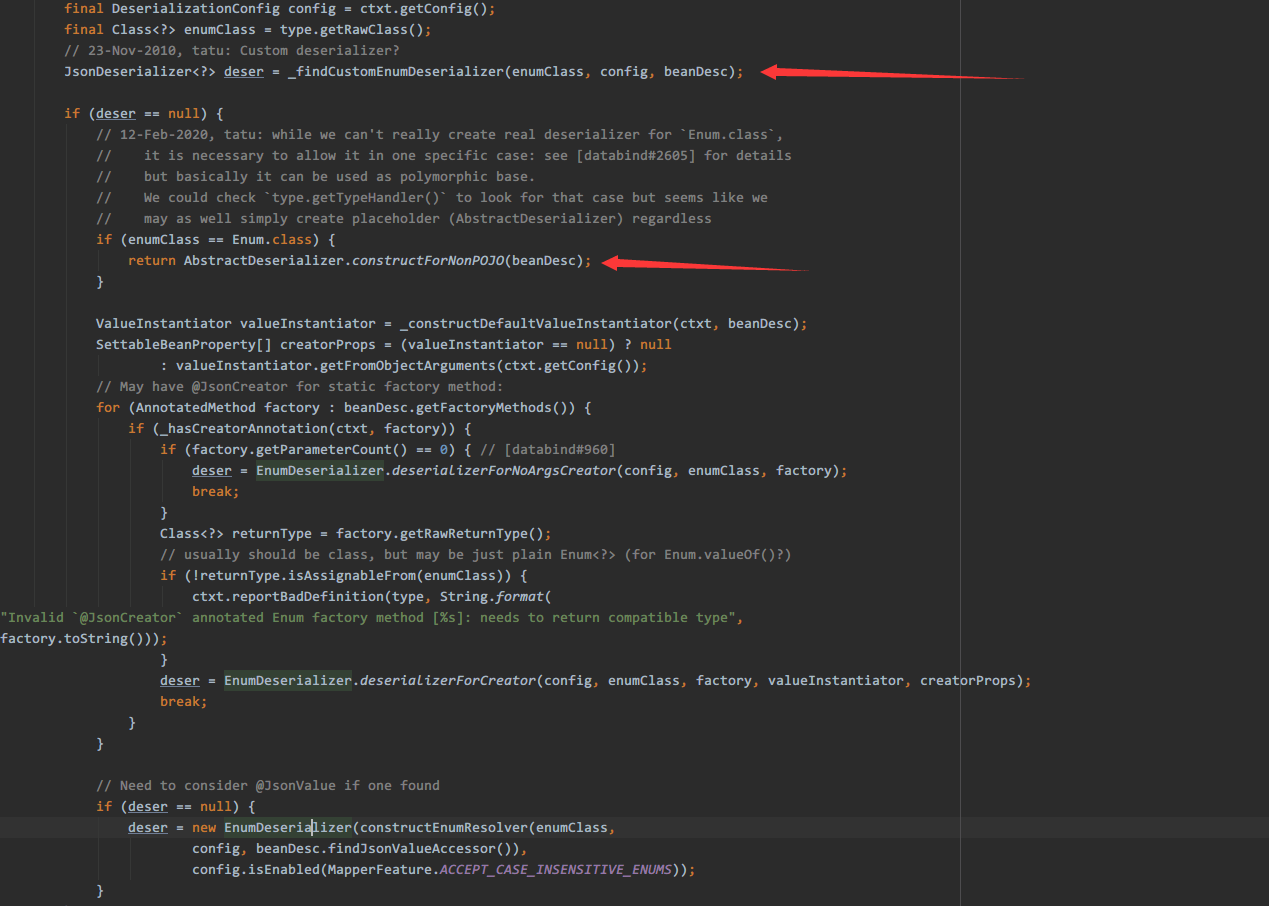 final DeserializationConfig config = ctxt.getConfig();
final Class<?> enumClass = type.getRawClass();
// 23-Nov-2010, tatu: Custom deserializer?
JsonDeserializer<?> deser = _findCustomEnumDeserializer(enumClass, config, beanDesc);
if (deser == null) {
// 12-Feb-2020, tatu: while we can't really create real deserializer for `Enum.class`,
//    it is necessary to allow it in one specific case: see [databind#2605] for details
//    but basically it can be used as polymorphic base.
//    We could check `type.getTypeHandler()` to look for that case but seems like we
//    may as well simply create placeholder (AbstractDeserializer) regardless
if (enumClass == Enum.class) {
return AbstractDeserializer.constructForNonPOJO(beanDesc);
}
ValueInstantiator valueInstantiator = _constructDefaultValueInstantiator(ctxt, beanDesc);
SettableBeanProperty[] creatorProps = (valueInstantiator == null) ? null
: valueInstantiator.getFromObjectArguments(ctxt.getConfig());
// May have @JsonCreator for static factory method:
for (AnnotatedMethod factory : beanDesc.getFactoryMethods()) {
if (_hasCreatorAnnotation(ctxt, factory)) {
if (factory.getParameterCount() == 0) { // [databind#960]
deser = EnumDeserializer.deserializerForNoArgsCreator(config, enumClass, factory);
break;
}
Class<?> returnType = factory.getRawReturnType();
// usually should be class, but may be just plain Enum<?> (for Enum.valueOf()?)
if (!returnType.isAssignableFrom(enumClass)) {
ctxt.reportBadDefinition(type, String.format(
"Invalid `@JsonCreator` annotated Enum factory method [%s]: needs to return compatible type",
factory.toString()));
}
deser = EnumDeserializer.deserializerForCreator(config, enumClass, factory, valueInstantiator, creatorProps);
break;
}
}
// Need to consider @JsonValue if one found
if (deser == null) {
deser = new EnumDeserializer(constructEnumResolver(enumClass,
config, beanDesc.findJsonValueAccessor()),
config.isEnabled(MapperFeature.ACCEPT_CASE_INSENSITIVE_ENUMS));
}